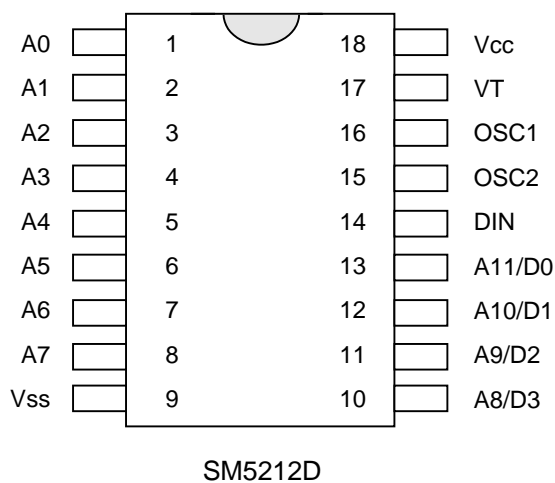 A0 1 18 Vcc
A1 2 17 VT
A2 3 16 OSC1
A3 4 15 OSC2
A4 5 14 DIN
A5 6 13 A11/D0
A6 7 12 A10/D1
A7 8 11 A9/D2
Vss 9 10 A8/D3
SM5212D